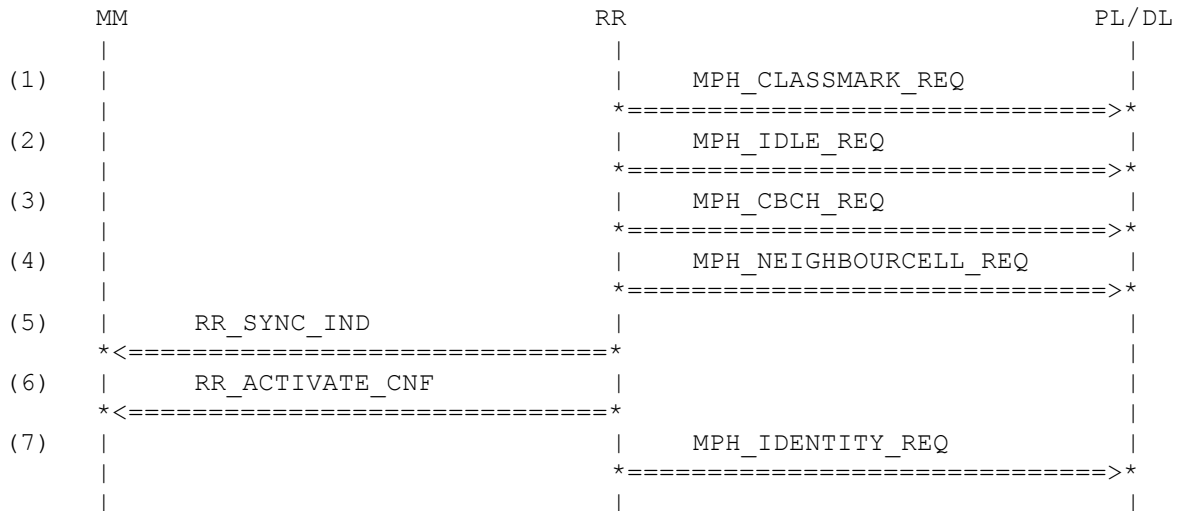 MM RR PL/DL
| | |
(1) | | MPH_CLASSMARK_REQ |
| *==============================>*
(2) | | MPH_IDLE_REQ |
| *==============================>*
(3) | | MPH_CBCH_REQ |
| *==============================>*
(4) | | MPH_NEIGHBOURCELL_REQ |
| *==============================>*
(5) | RR_SYNC_IND | |
*<==============================* |
(6) | RR_ACTIVATE_CNF | |
*<==============================* |
(7) | | MPH_IDENTITY_REQ |
| *==============================>*
| | |